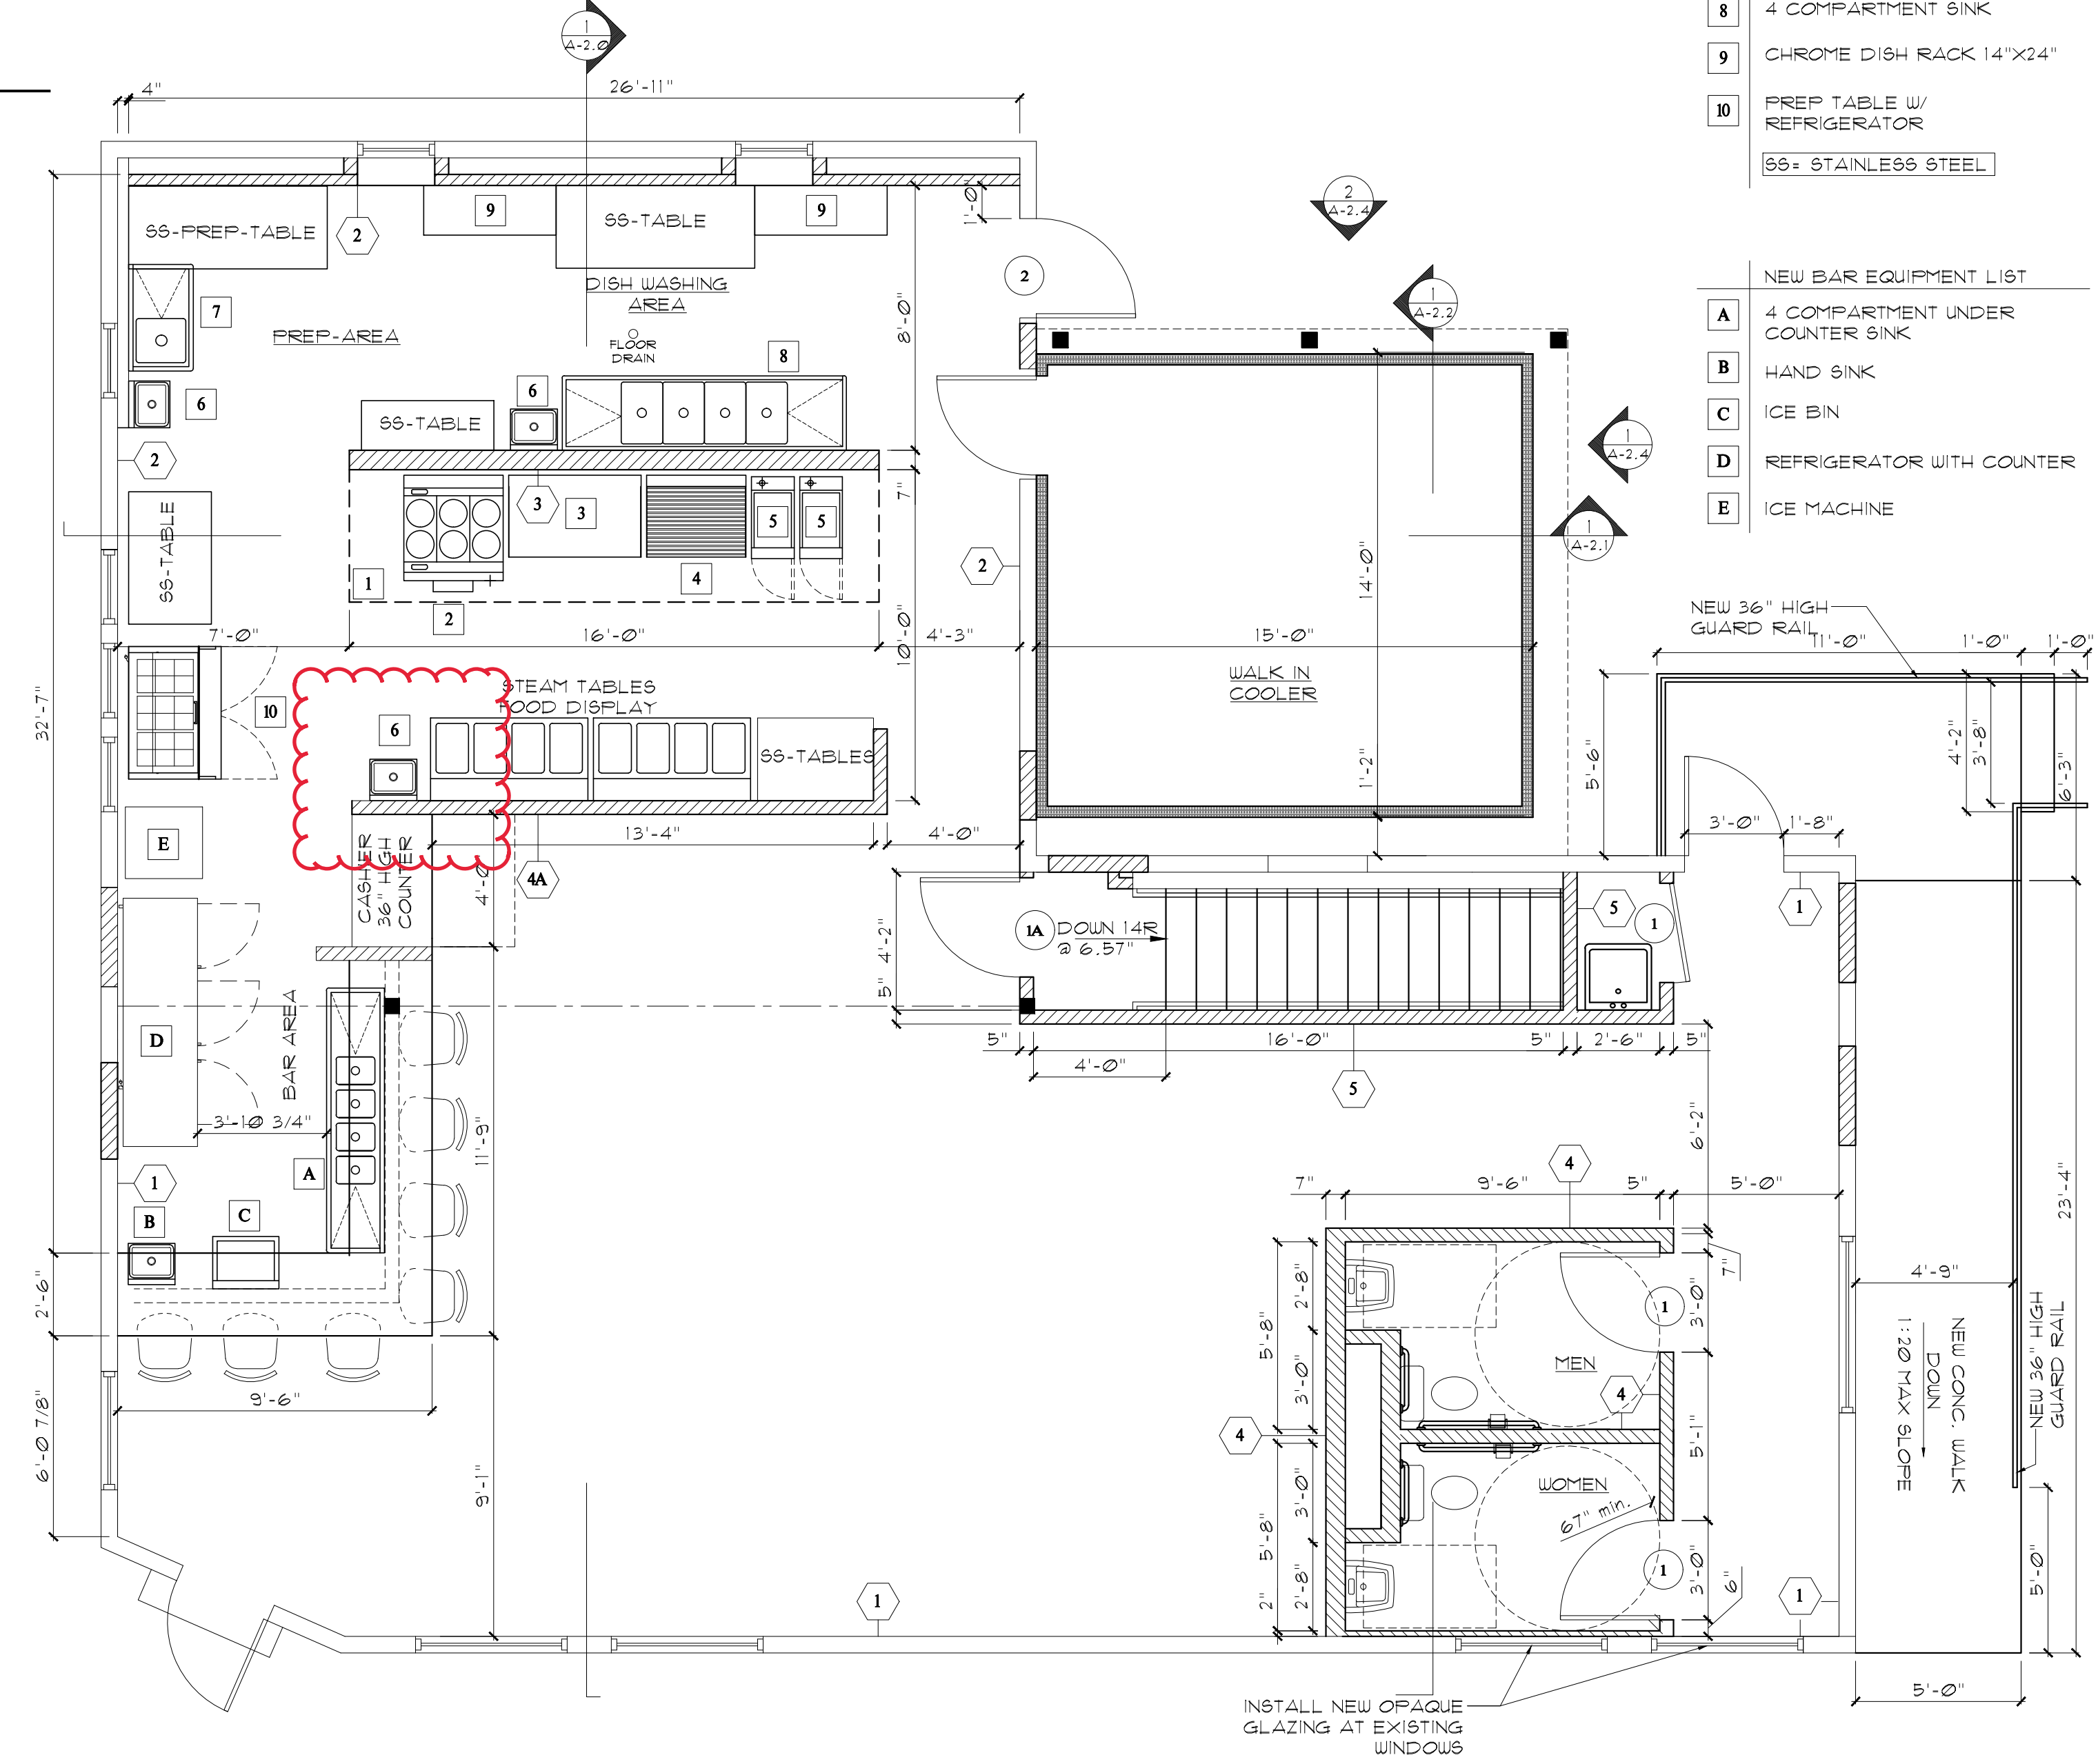 1
A-2.0
4"
26'-11"
8
4 COMPARTMENT SINK
9
CHROME DISH RACK 14"X24"
10
PREP TABLE W/
REFRIGERATOR
SS= STAINLESS STEEL
NEW BAR EQUIPMENT LIST
A
4 COMPARTMENT UNDER
COUNTER SINK
B
HAND SINK
C
ICE BIN
D
REFRIGERATOR WITH COUNTER
E
ICE MACHINE
2
A-2.4
1
A-2.2
1
A-2.4
1
A-2.1
SS-PREP-TABLE
2
9
SS-TABLE
9
1'-0"
2
7
PREP-AREA
DISH WASHING
AREA
FLOOR
DRAIN
8'-0"
8
6
6
SS-TABLE
2
3
3
5
5
7"
SS-TABLE
1
2
4
2
14'-0"
7'-0"
16'-0"
4'-3"
10'-0"
15'-0"
WALK IN
COOLER
1'-2"
32'-7"
10
6
STEAM TABLES
FOOD DISPLAY
SS-TABLES
E
CASHER
36" HIGH
COUNTER
4'-0"
13'-4"
4'-0"
4A
NEW 36" HIGH
GUARD RAIL
11'-0"
1'-0"
1'-0"
5'-6"
4'-2"
3'-8"
6'-3"
3'-0"
1'-8"
1A
DOWN 14R
@ 6.57"
5
1
1
4'-2"
5"
5"
16'-0"
5"
2'-6"
5"
4'-0"
5
D
BAR AREA
3'-10 3/4"
A
11'-9"
1
B
C
2'-6"
6'-0 7/8"
9'-6"
9'-1"
6'-2"
4
7"
9'-6"
5"
5'-0"
7"
2'-8"
5'-8"
3'-0"
1
3'-0"
MEN
4
4
5'-1"
WOMEN
67" min.
3'-0"
5'-8"
2'-8"
2"
1
3'-0"
6"
1
1
23'-4"
4'-9"
NEW CONC. WALK
DOWN
1:20 MAX SLOPE
NEW 36" HIGH
GUARD RAIL
5'-0"
5'-0"
INSTALL NEW OPAQUE
GLAZING AT EXISTING
WINDOWS